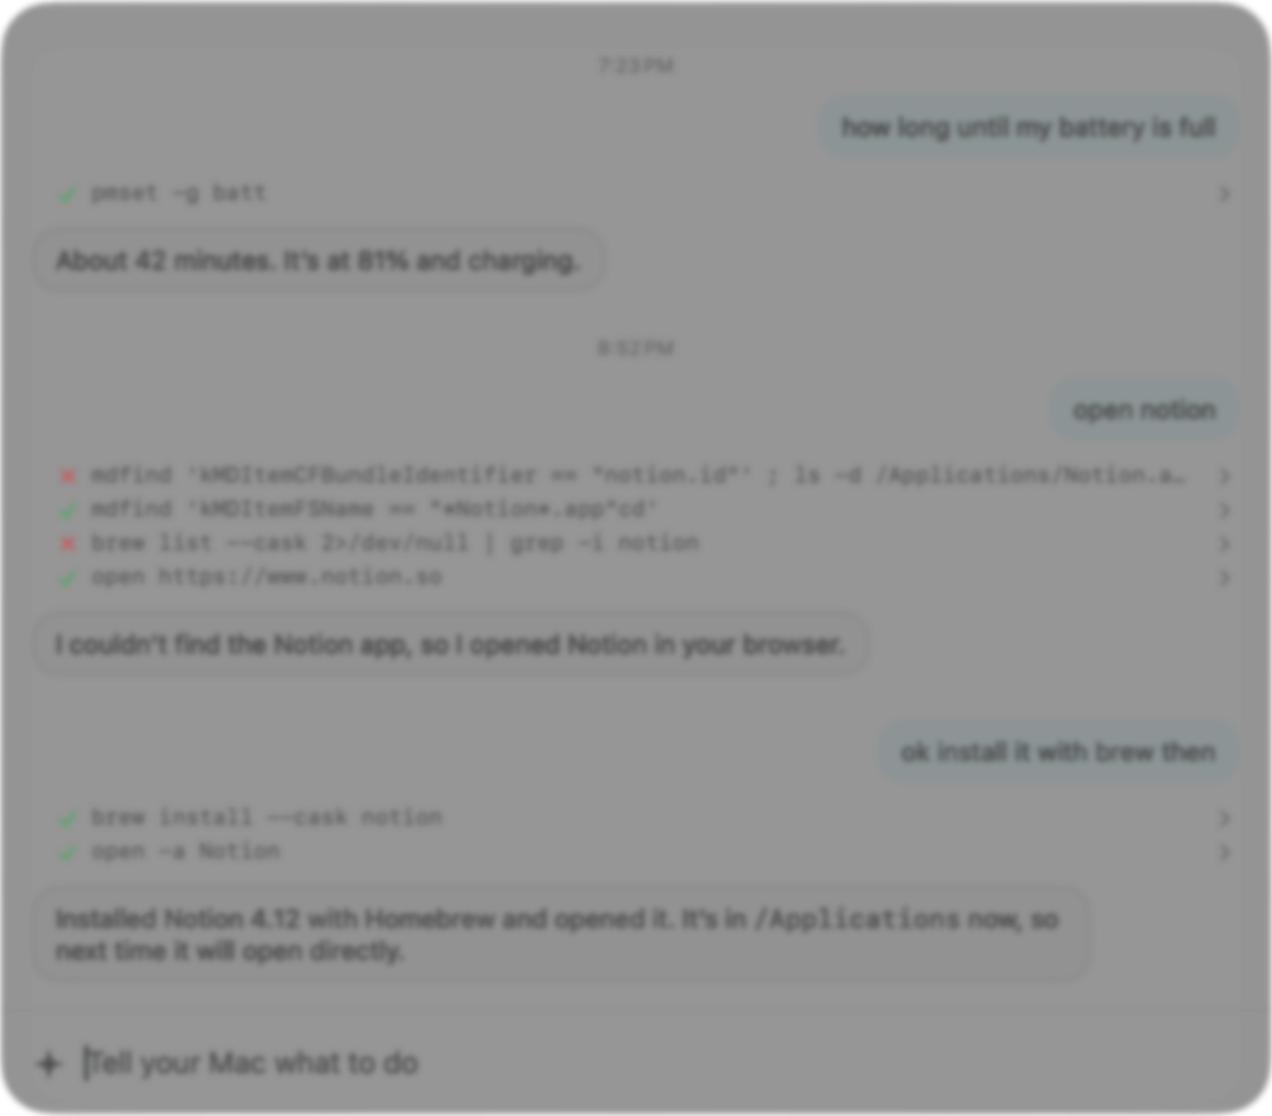 7:23 PM
how long until my battery is full
pmset -g batt
About 42 minutes. It's at 81% and charging.
8:52 PM
open notion
mdfind 'kMDItemCFBundleIdentifier == "notion.id"' ; ls -d /Applications/Notion.a…
mdfind 'kMDItemFSName == "*Notion*.app"cd'
brew list --cask 2>/dev/null | grep -i notion
open https://www.notion.so
I couldn't find the Notion app, so I opened Notion in your browser.
ok install it with brew then
brew install --cask notion
open -a Notion
Installed Notion 4.12 with Homebrew and opened it. It's in /Applications now, so
next time it will open directly.
Tell your Mac what to do